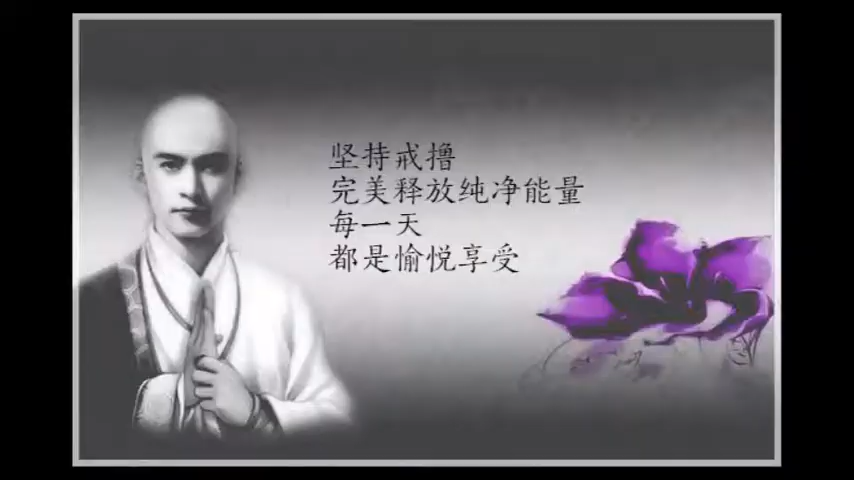 坚持戒撸
完美释放纯净能量
每一天
都是愉悦享受